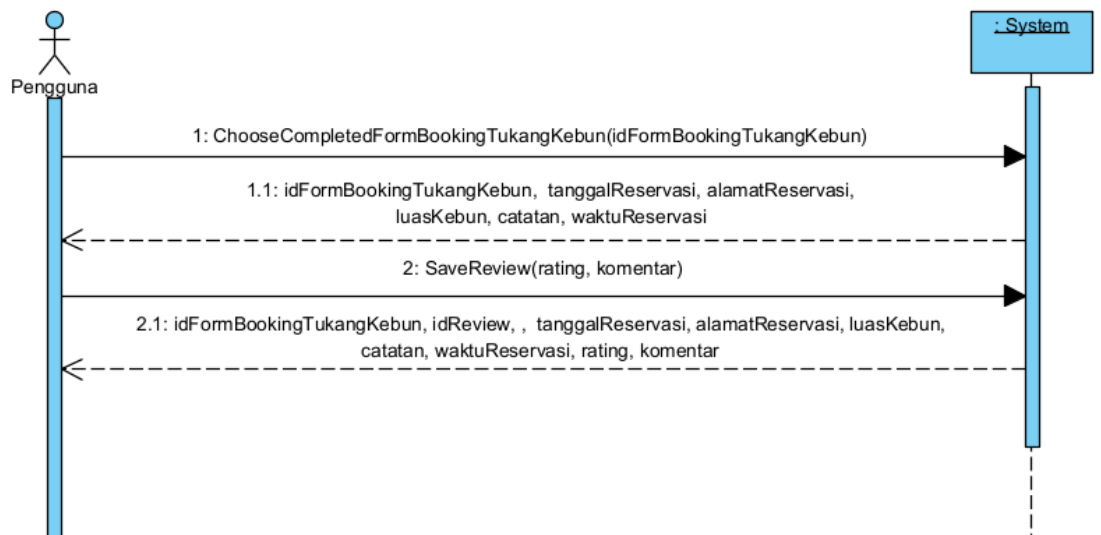 : System
Pengguna
1: ChooseCompletedFormBookingTukangKebun(idFormBookingTukangKebun)
1.1: idFormBookingTukangKebun,  tanggalReservasi, alamatReservasi,
luasKebun, catatan, waktuReservasi
2: SaveReview(rating, komentar)
2.1: idFormBookingTukangKebun, idReview, ,  tanggalReservasi, alamatReservasi, luasKebun,
catatan, waktuReservasi, rating, komentar